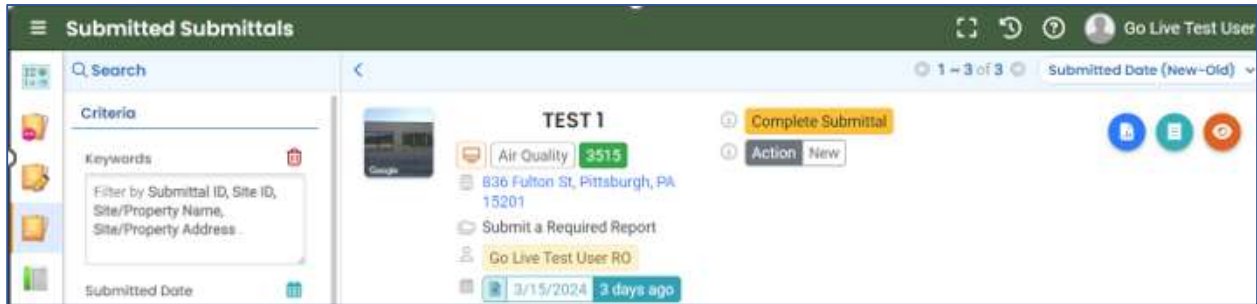 Submitted Submittals
Go Live Test User
Search
1 – 3 of 3
Submitted Date (New-Old)
Criteria
Keywords
Filter by Submittal ID, Site ID,
Site/Property Name,
Site/Property Address
Submitted Date
Google
TEST 1
Air Quality 3515
836 Fulton St, Pittsburgh, PA
15201
Submit a Required Report
Go Live Test User RO
3/15/2024 3 days ago
Complete Submittal
Action New